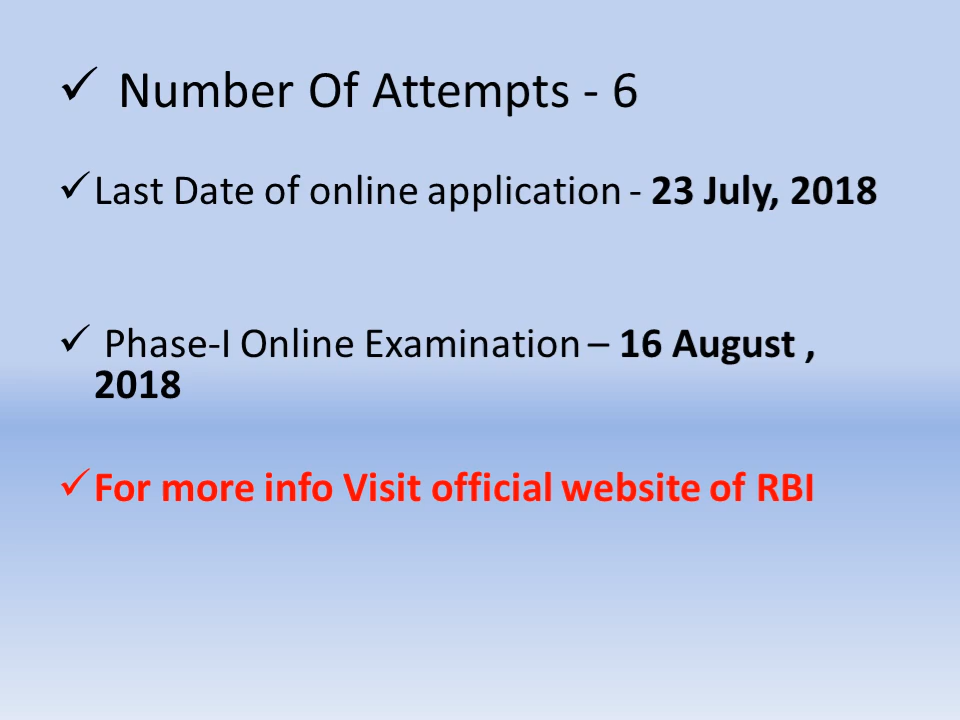 ✓ Number Of Attempts - 6
✓ Last Date of online application - 23 July, 2018
✓ Phase-I Online Examination – 16 August ,
2018
✓ For more info Visit official website of RBI